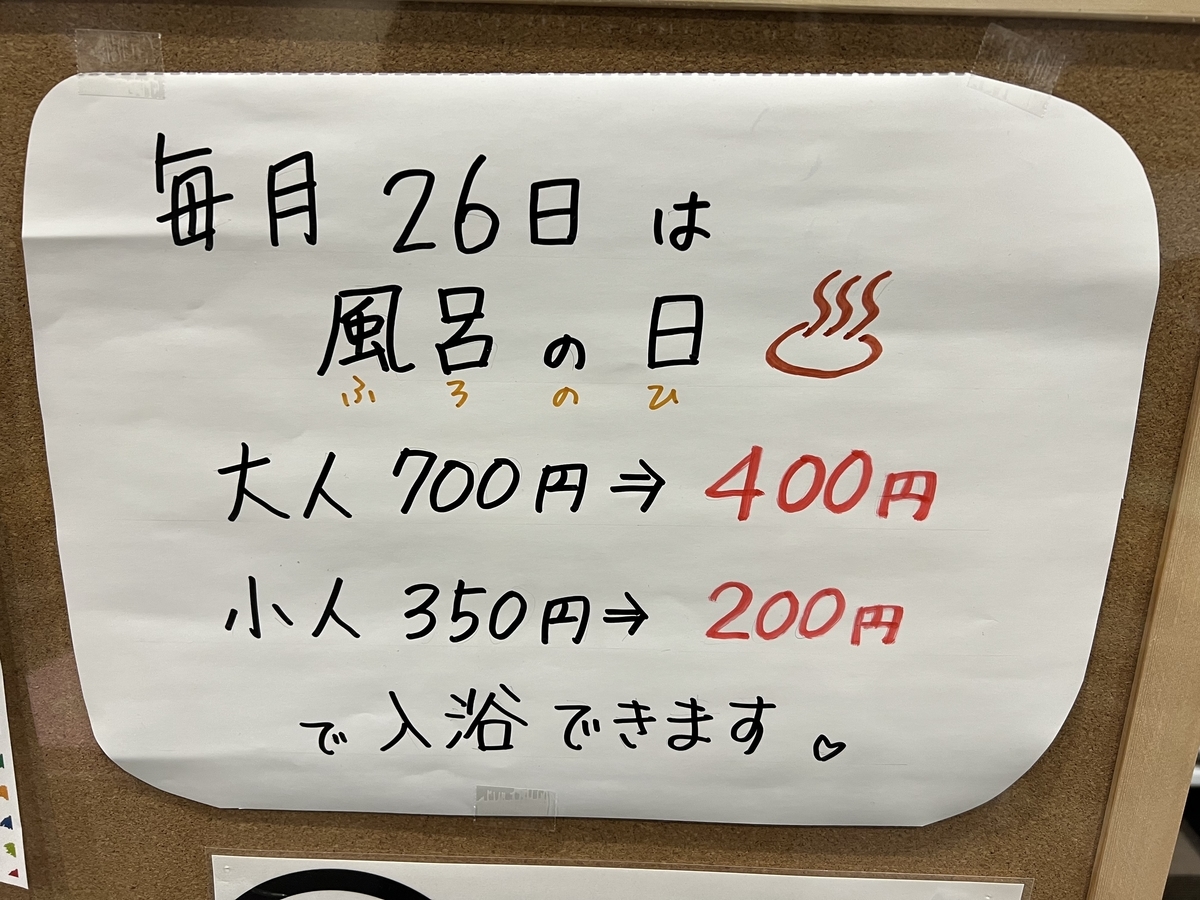 毎月 26日 は
風呂 の 日 ♨
ふ ろ の ひ
大人 700円 ⇒ 400円
小人 350円 ⇒ 200円
で 入浴 できます ♡